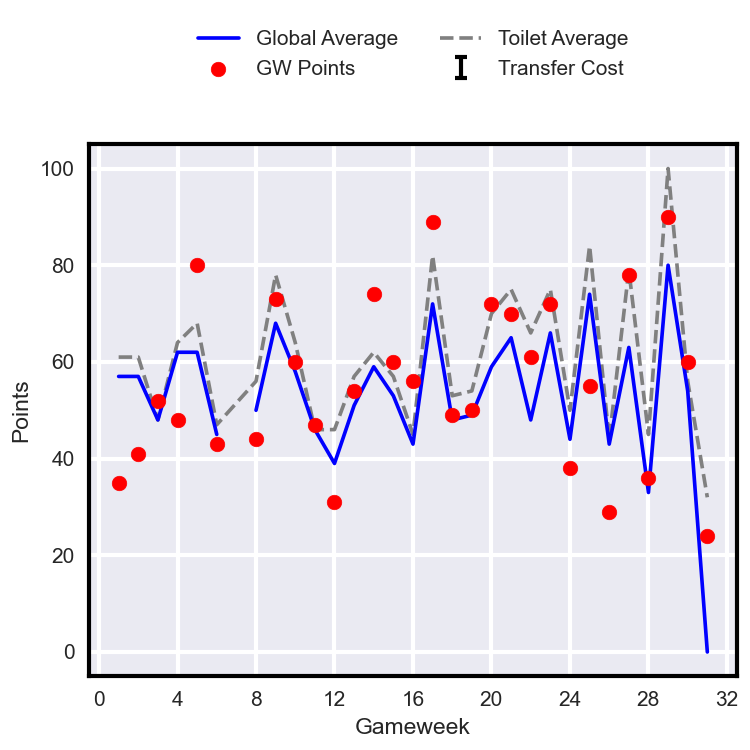 Global Average
Toilet Average
GW Points
Transfer Cost
100
80
60
40
20
0
Points
0 4 8 12 16 20 24 28 32
Gameweek